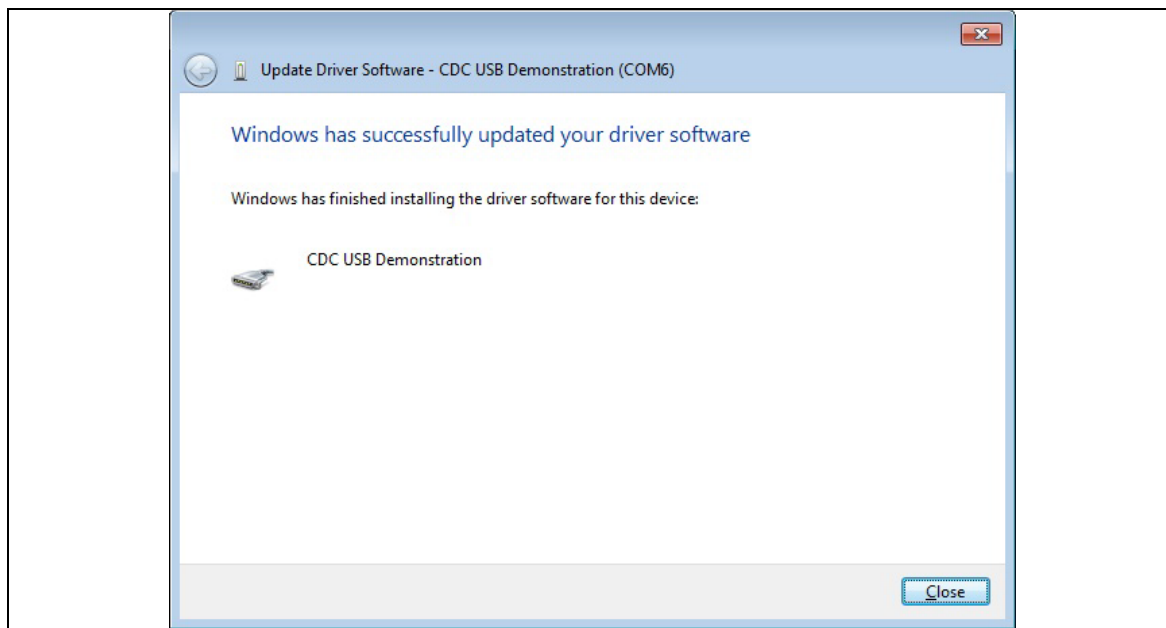 Update Driver Software - CDC USB Demonstration (COM6)
Windows has successfully updated your driver software
Windows has finished installing the driver software for this device:
CDC USB Demonstration
Close